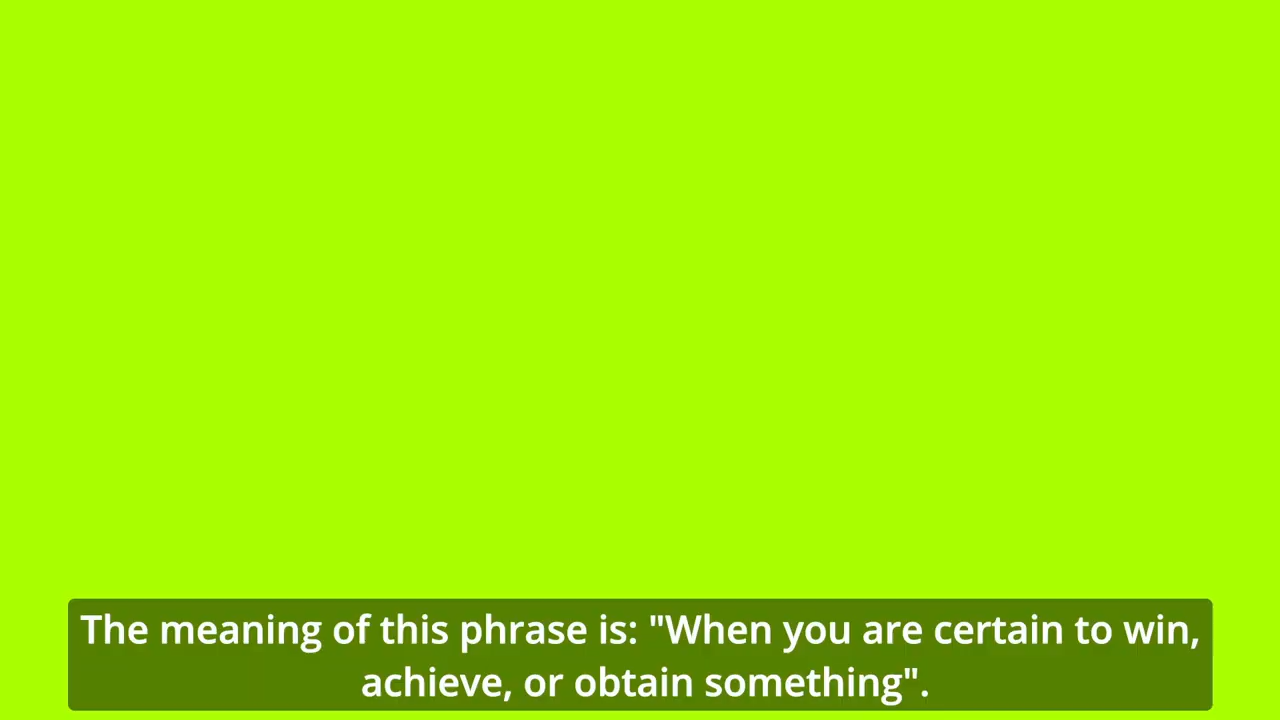 The meaning of this phrase is: "When you are certain to win,
achieve, or obtain something".